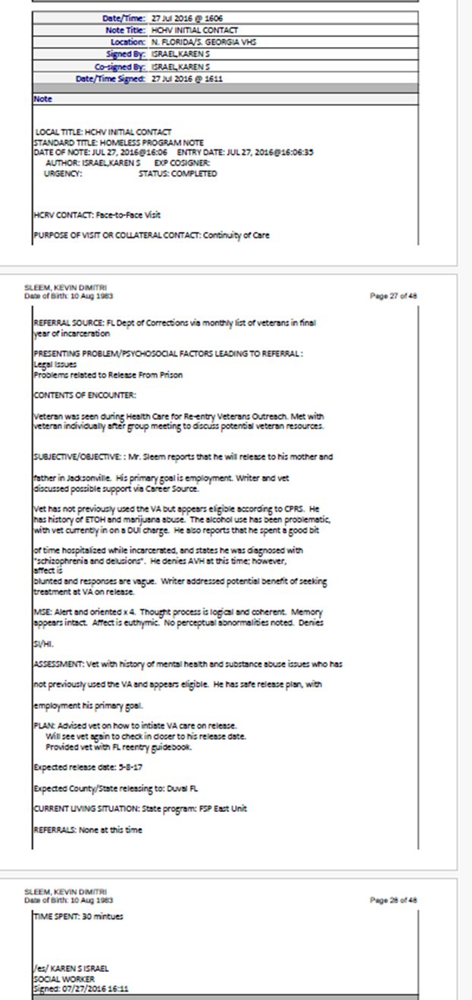 Date/Time: 27 Jul 2016 @ 1606
Note Title: HCHV INITIAL CONTACT
Location: N. FLORIDA/S. GEORGIA VHS
Signed By: ISRAEL,KAREN S
Co-signed By: ISRAEL,KAREN S
Date/Time Signed: 27 Jul 2016 @ 1611
Note
LOCAL TITLE: HCHV INITIAL CONTACT
STANDARD TITLE: HOMELESS PROGRAM NOTE
DATE OF NOTE: JUL 27, 2016@16:06 ENTRY DATE: JUL 27, 2016@16:06:35
AUTHOR: ISRAEL,KAREN S EXP COSIGNER:
URGENCY: STATUS: COMPLETED
HCRV CONTACT: Face-to-Face Visit
PURPOSE OF VISIT OR COLLATERAL CONTACT: Continuity of Care
SLEEM, KEVIN DIMITRI
Date of Birth: 10 Aug 1983 Page 27 of 48
REFERRAL SOURCE: FL Dept of Corrections via monthly list of veterans in final
year of incarceration
PRESENTING PROBLEM/PSYCHOSOCIAL FACTORS LEADING TO REFERRAL :
Legal Issues
Problems related to Release From Prison
CONTENTS OF ENCOUNTER:
Veteran was seen during Health Care for Re-entry Veterans Outreach. Met with
veteran individually after group meeting to discuss potential veteran resources.
SUBJECTIVE/OBJECTIVE: : Mr. Sleem reports that he will release to his mother and
father in Jacksonville. His primary goal is employment. Writer and vet
discussed possible support via Career Source.
Vet has not previously used the VA but appears eligible according to CPRS. He
has history of ETOH and marijuana abuse. The alcohol use has been problematic,
with vet currently in on a DUI charge. He also reports that he spent a good bit
of time hospitalized while incarcerated, and states he was diagnosed with
"schizophrenia and delusions". He denies AVH at this time; however,
affect is
blunted and responses are vague. Writer addressed potential benefit of seeking
treatment at VA on release.
MSE: Alert and oriented x 4. Thought process is logical and coherent. Memory
appears intact. Affect is euthymic. No perceptual abnormalities noted. Denies
SI/HI.
ASSESSMENT: Vet with history of mental health and substance abuse issues who has
not previously used the VA and appears eligible. He has safe release plan, with
employment his primary goal.
PLAN: Advised vet on how to intiate VA care on release.
Will see vet again to check in closer to his release date.
Provided vet with FL reentry guidebook.
Expected release date: 5-8-17
Expected County/State releasing to: Duval FL
CURRENT LIVING SITUATION: State program: FSP East Unit
REFERRALS: None at this time
SLEEM, KEVIN DIMITRI
Date of Birth: 10 Aug 1983 Page 28 of 48
TIME SPENT: 30 mintues
/es/ KAREN S ISRAEL
SOCIAL WORKER
Signed: 07/27/2016 16:11